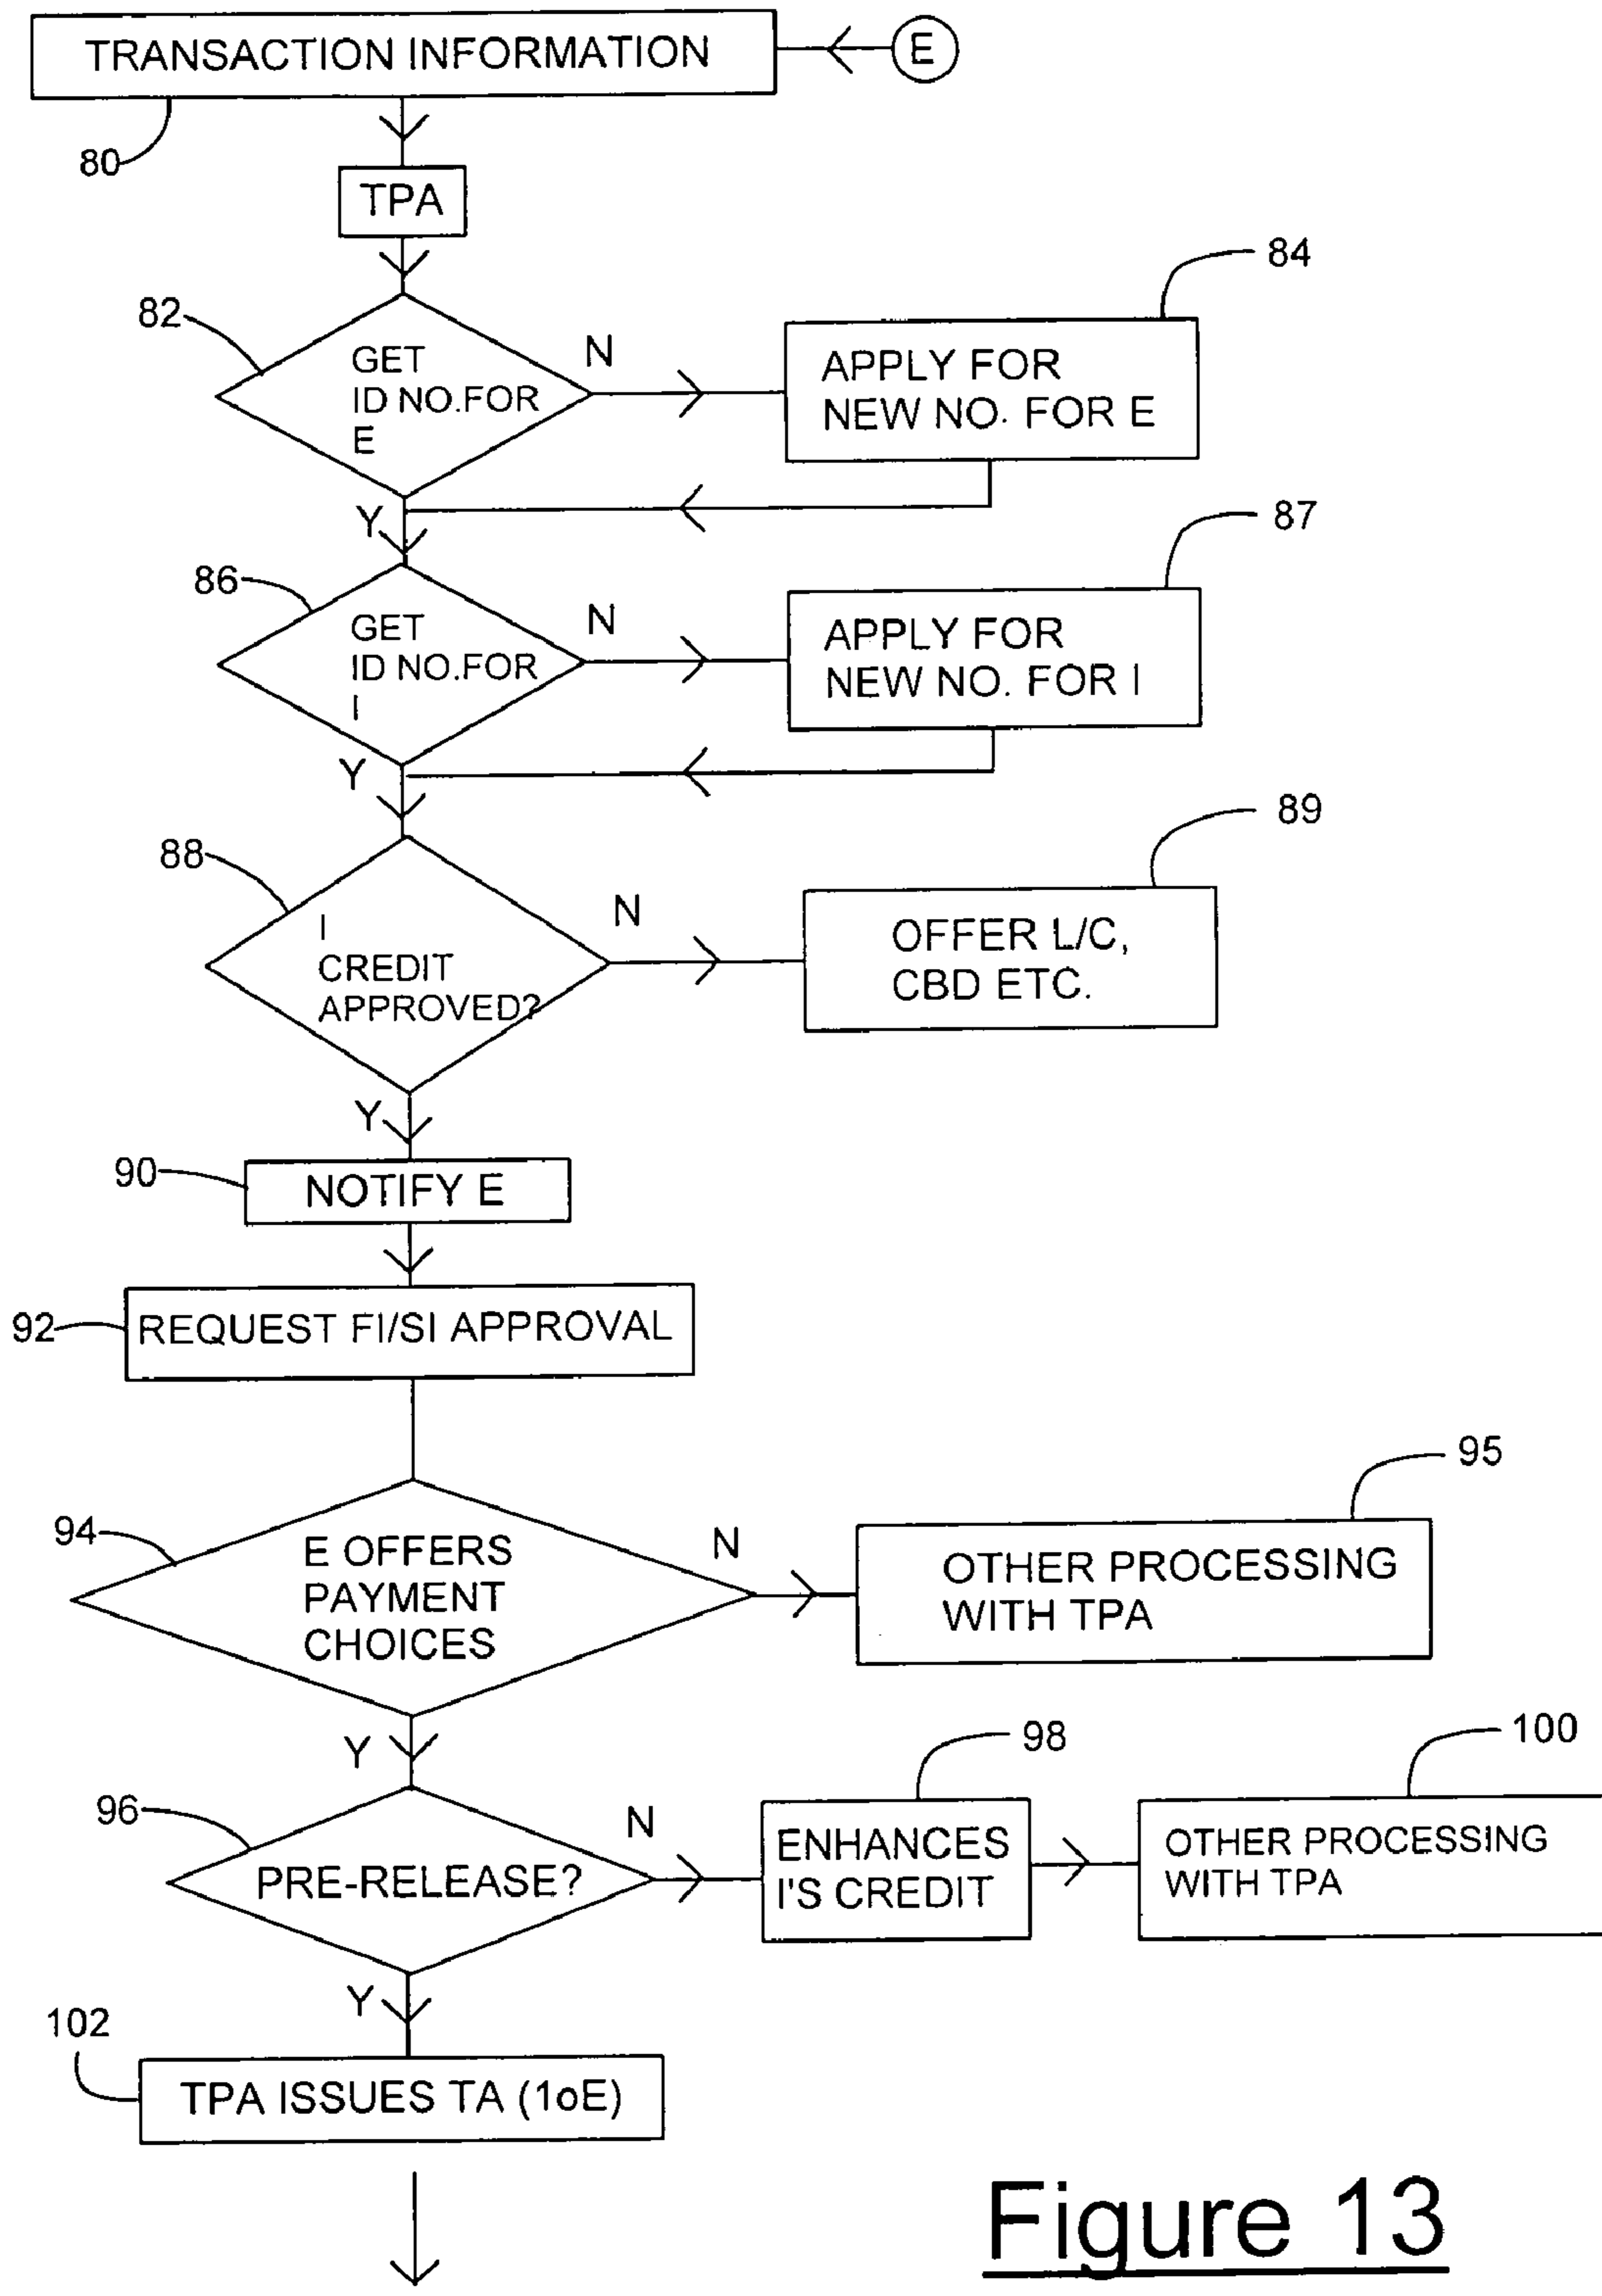 TRANSACTION INFORMATION
E
80
TPA
84
82
GET
ID NO.FOR
E
N
APPLY FOR
NEW NO. FOR E
Y
87
86
GET
ID NO.FOR
I
N
APPLY FOR
NEW NO. FOR I
Y
89
88
I
CREDIT
APPROVED?
N
OFFER L/C,
CBD ETC.
Y
90
NOTIFY E
92
REQUEST FI/SI APPROVAL
95
94
E OFFERS
PAYMENT
CHOICES
N
OTHER PROCESSING
WITH TPA
Y
98
100
96
PRE-RELEASE?
N
ENHANCES
I'S CREDIT
OTHER PROCESSING
WITH TPA
Y
102
TPA ISSUES TA (1oE)
Figure 13